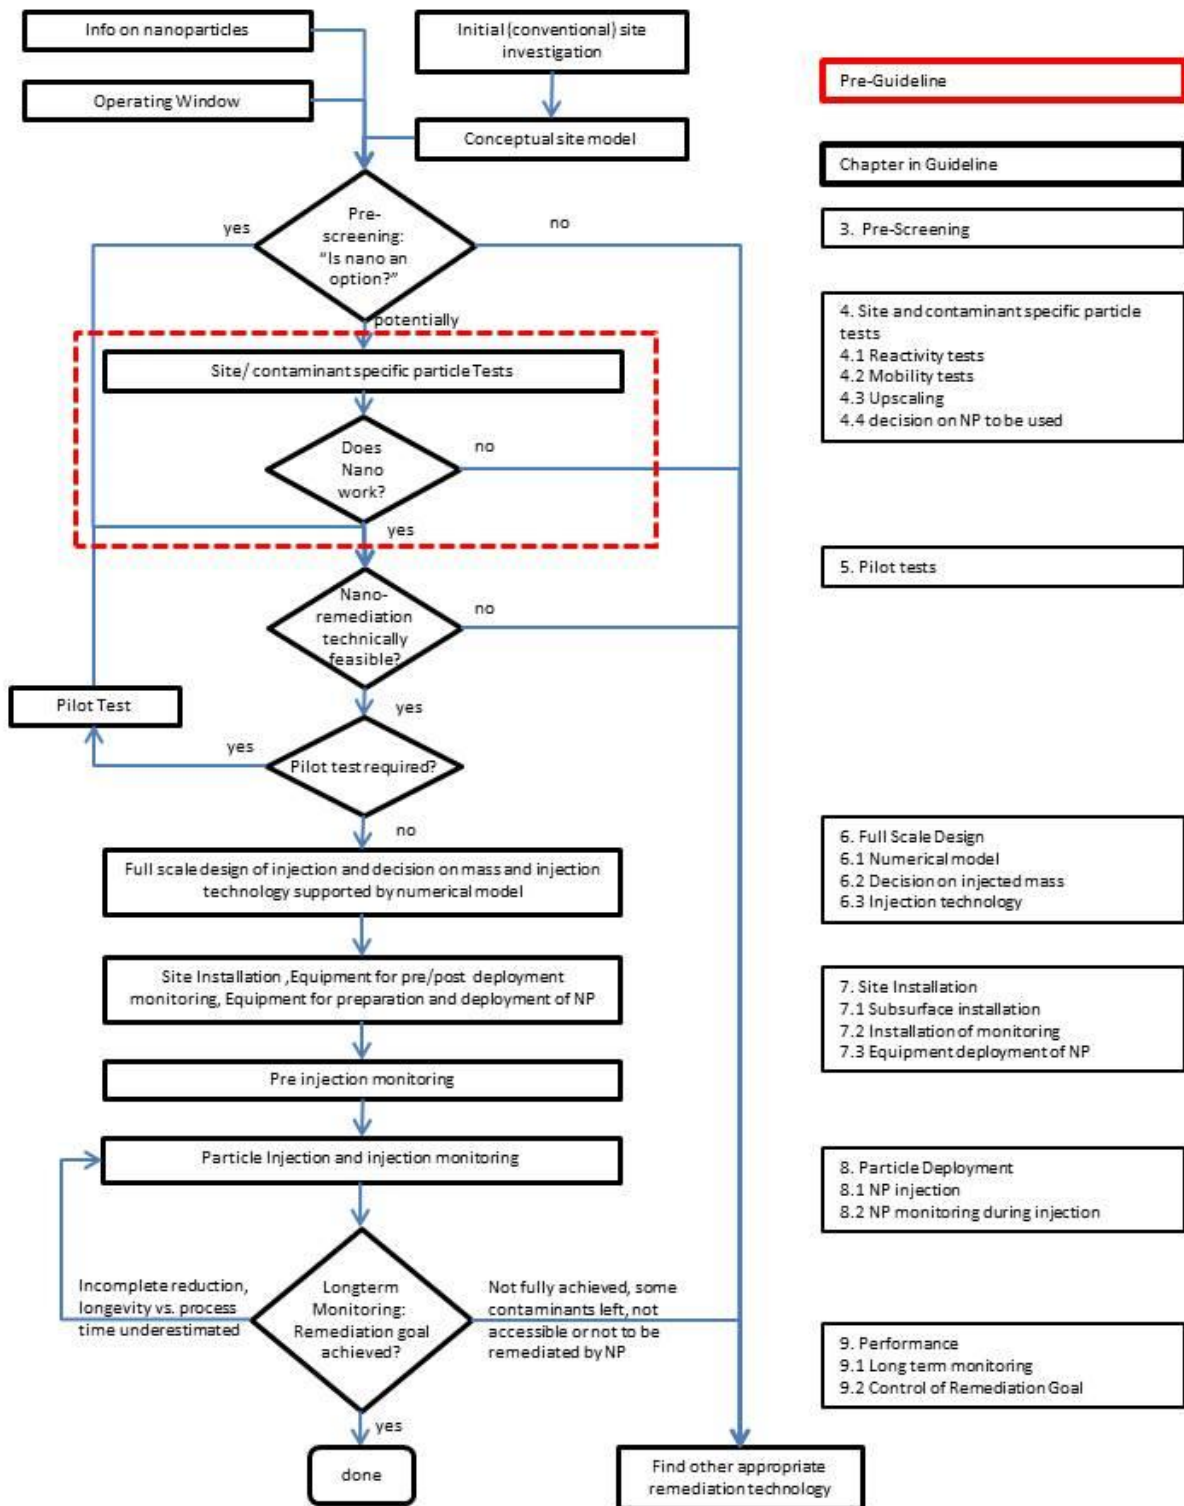 Info on nanoparticles
Initial (conventional) site
investigation
Operating Window
Conceptual site model
Pre-
screening:
"Is nano an
option?"
yes
no
potentially
Site/ contaminant specific particle Tests
Does
Nano
work?
no
yes
Nano-
remediation
technically
feasible?
no
yes
Pilot Test
yes
Pilot test required?
no
Full scale design of injection and decision on mass and injection
technology supported by numerical model
Site Installation ,Equipment for pre/post deployment
monitoring, Equipment for preparation and deployment of NP
Pre injection monitoring
Particle Injection and injection monitoring
Incomplete reduction,
longevity vs. process
time underestimated
Longterm
Monitoring:
Remediation goal
achieved?
Not fully achieved, some
contaminants left, not
accessible or not to be
remediated by NP
yes
done
Find other appropriate
remediation technology
Pre-Guideline
Chapter in Guideline
3. Pre-Screening
4. Site and contaminant specific particle
tests
4.1 Reactivity tests
4.2 Mobility tests
4.3 Upscaling
4.4 decision on NP to be used
5. Pilot tests
6. Full Scale Design
6.1 Numerical model
6.2 Decision on injected mass
6.3 Injection technology
7. Site Installation
7.1 Subsurface installation
7.2 Installation of monitoring
7.3 Equipment deployment of NP
8. Particle Deployment
8.1 NP injection
8.2 NP monitoring during injection
9. Performance
9.1 Long term monitoring
9.2 Control of Remediation Goal